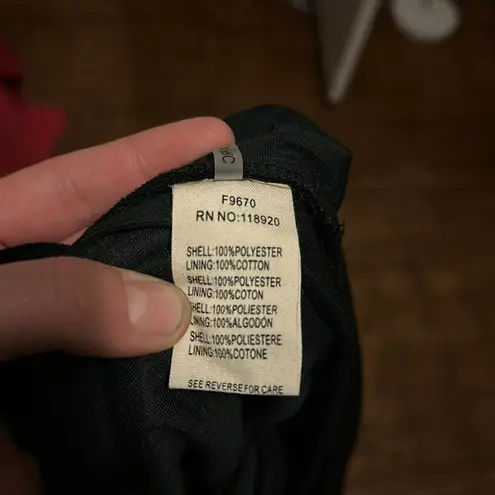 F9670
RN NO:118920
SHELL:100%POLYESTER
LINING:100%COTTON
SHELL:100%POLYESTER
LINING:100%COTON
SHELL:100%POLIESTER
LINING:100%ALGODÓN
SHELL:100%POLIESTERE
LINING:100%COTONE
SEE REVERSE FOR CARE